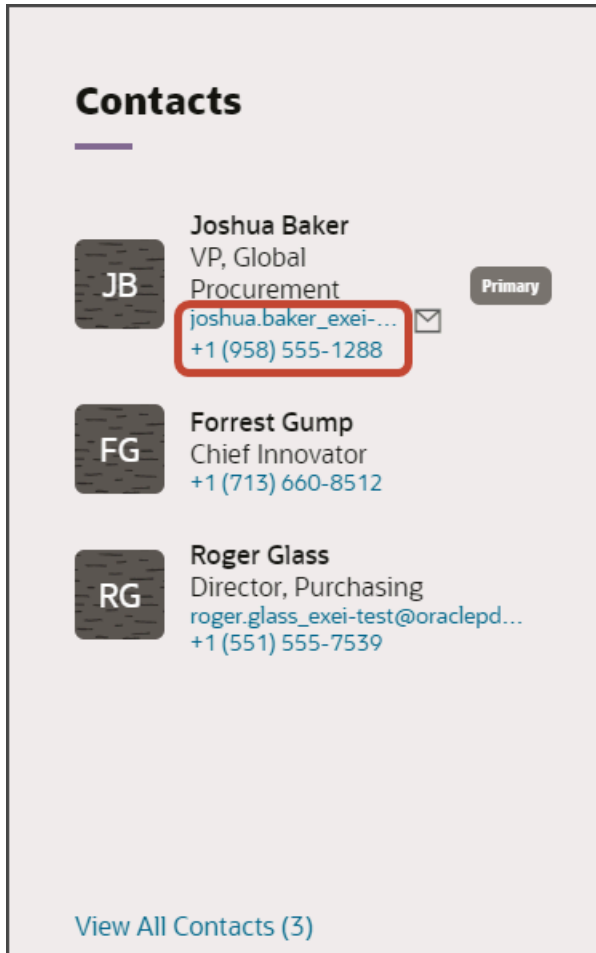 Contacts
JB
Joshua Baker
VP, Global
Procurement
Primary
joshua.baker_exei-...
+1 (958) 555-1288
FG
Forrest Gump
Chief Innovator
+1 (713) 660-8512
RG
Roger Glass
Director, Purchasing
roger.glass_exei-test@oraclepd...
+1 (551) 555-7539
View All Contacts (3)